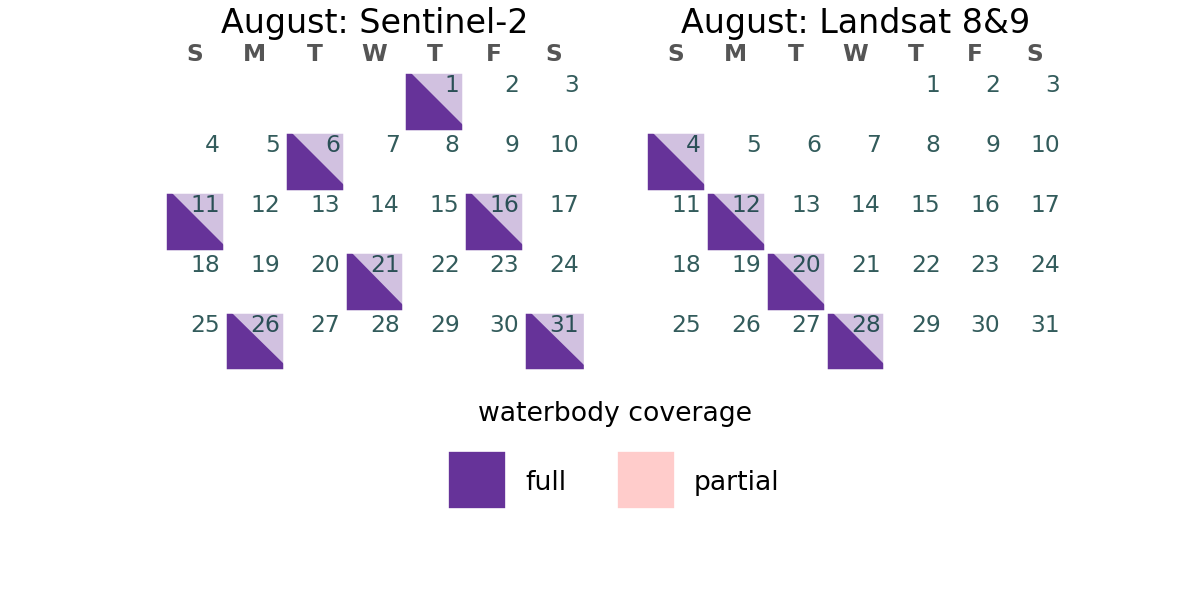 August: Sentinel-2
S M T W T F S
1 2 3
4 5 6 7 8 9 10
11 12 13 14 15 16 17
18 19 20 21 22 23 24
25 26 27 28 29 30 31
August: Landsat 8&9
S M T W T F S
1 2 3
4 5 6 7 8 9 10
11 12 13 14 15 16 17
18 19 20 21 22 23 24
25 26 27 28 29 30 31
waterbody coverage
full partial